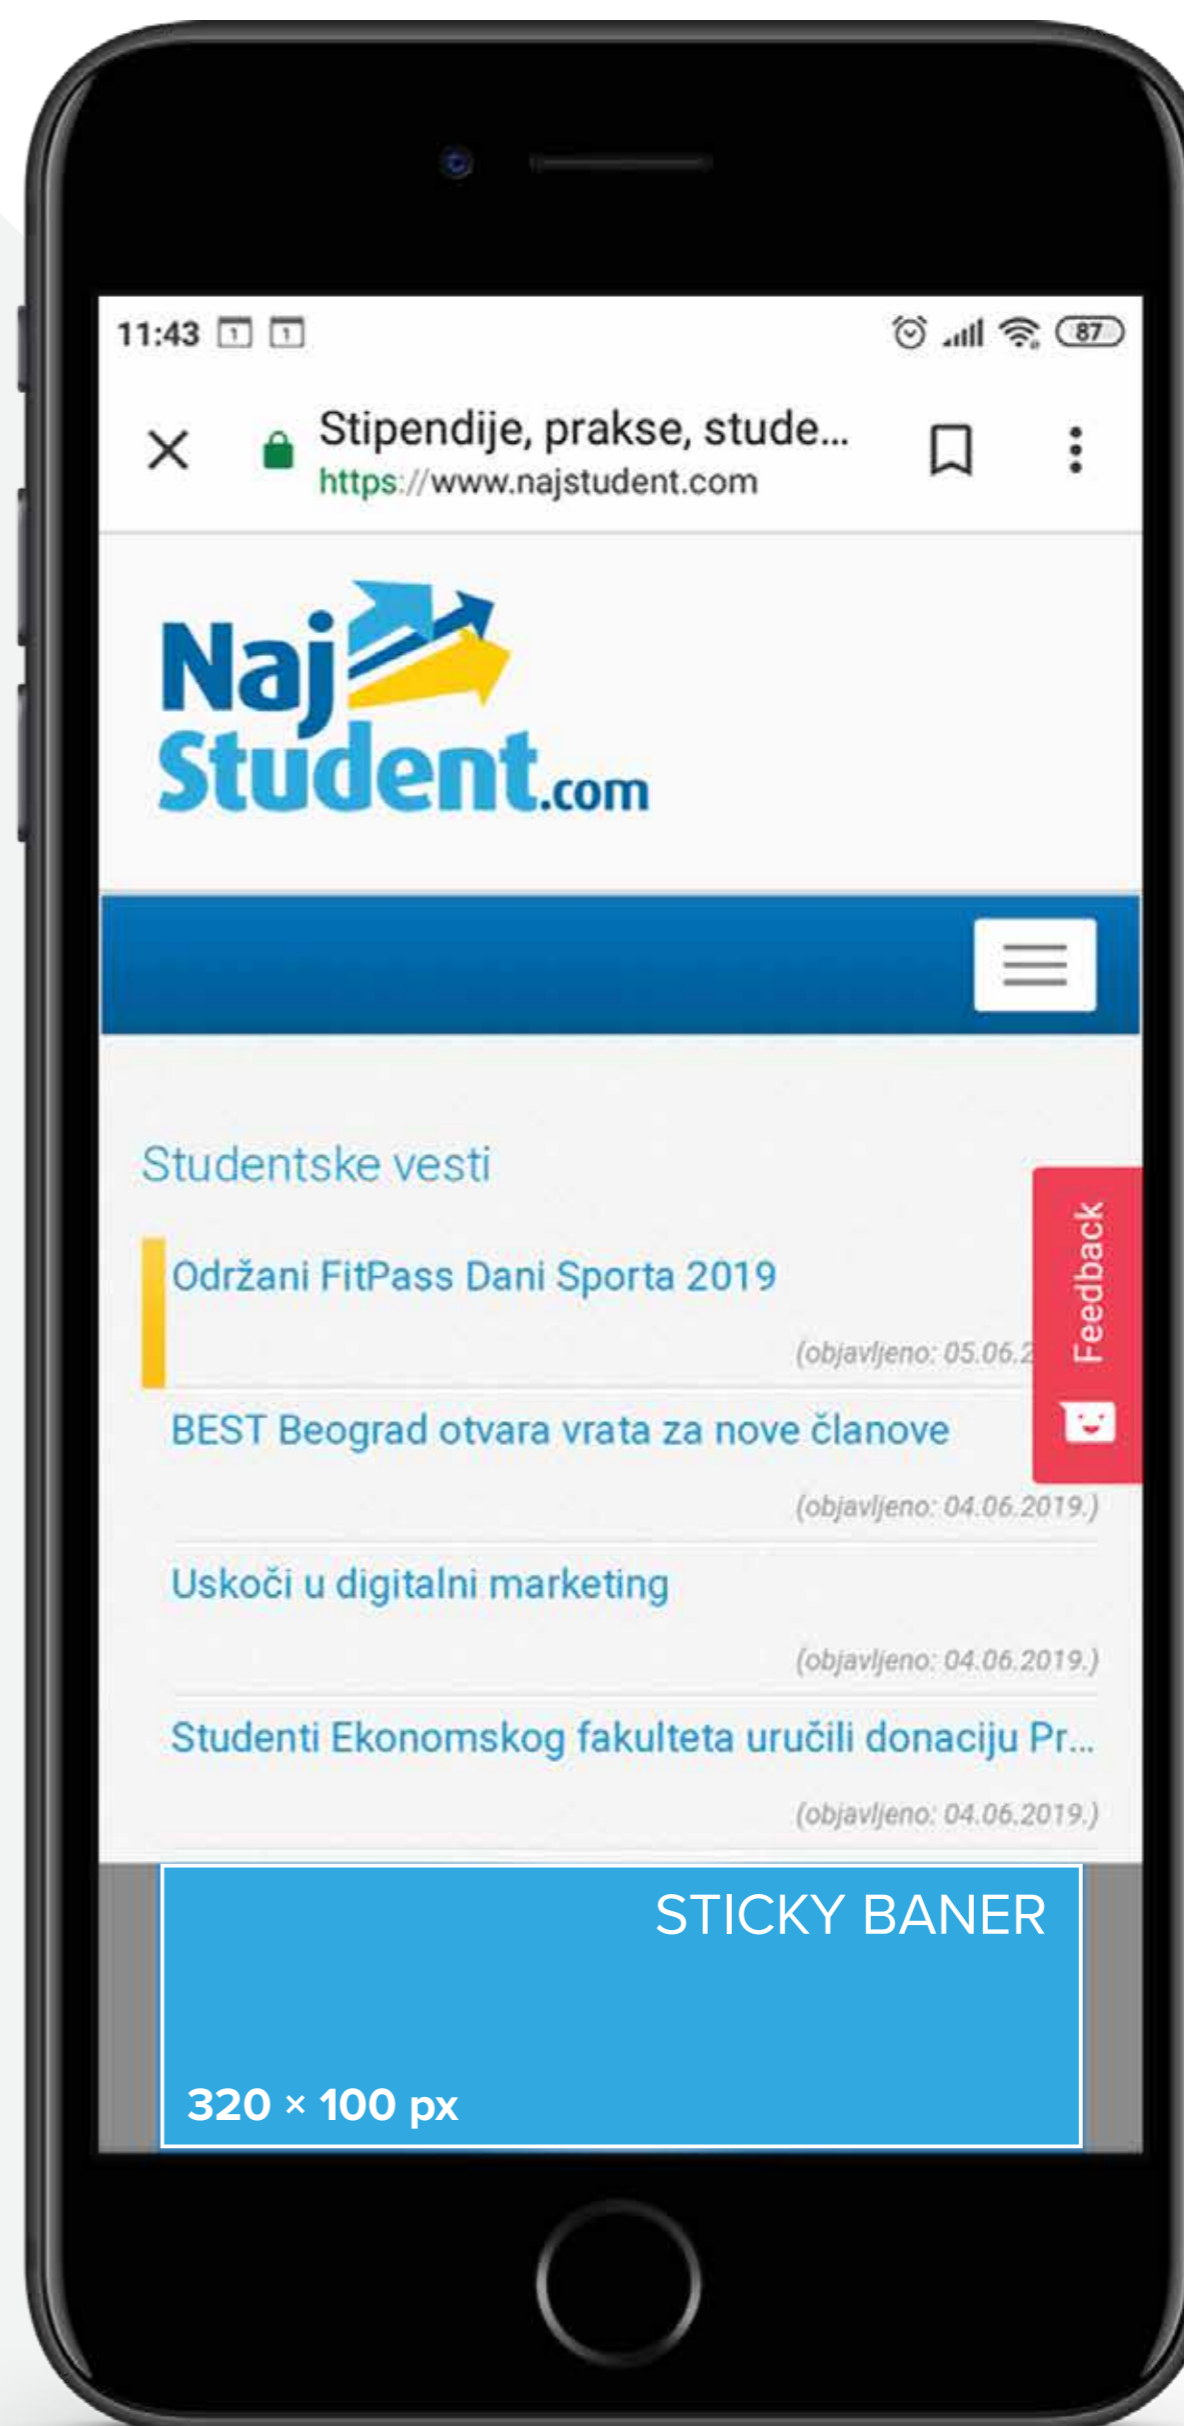 11:43 1 1 87
Stipendije, prakse, stude...
https://www.najstudent.com
Naj
Student.com
Studentske vesti
Održani FitPass Dani Sporta 2019
(objavljeno: 05.06.2
Feedback
BEST Beograd otvara vrata za nove članove
(objavljeno: 04.06.2019.)
Uskoči u digitalni marketing
(objavljeno: 04.06.2019.)
Studenti Ekonomskog fakulteta uručili donaciju Pr...
(objavljeno: 04.06.2019.)
STICKY BANER
320 × 100 px